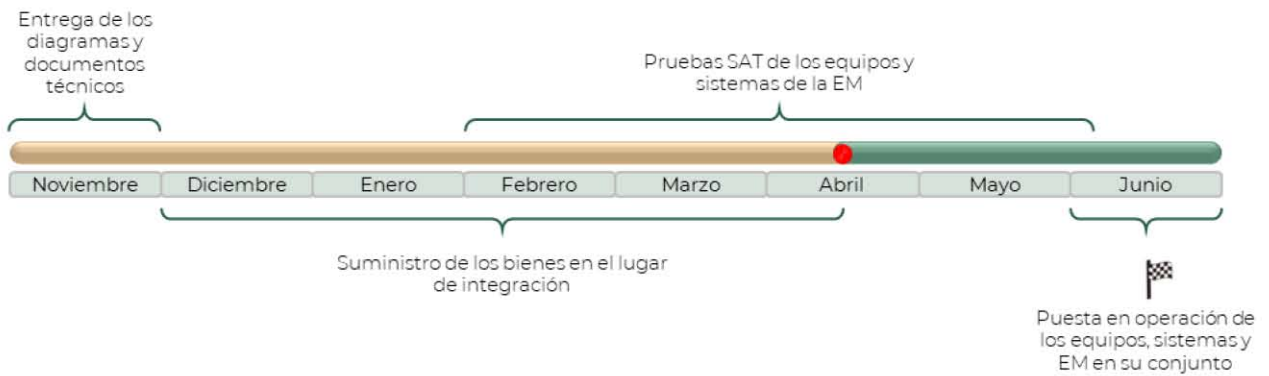 Entrega de los
diagramas y
documentos
técnicos
Pruebas SAT de los equipos y
sistemas de la EM
Noviembre
Diciembre
Enero
Febrero
Marzo
Abril
Mayo
Junio
Suministro de los bienes en el lugar
de integración
Puesta en operación de
los equipos, sistemas y
EM en su conjunto